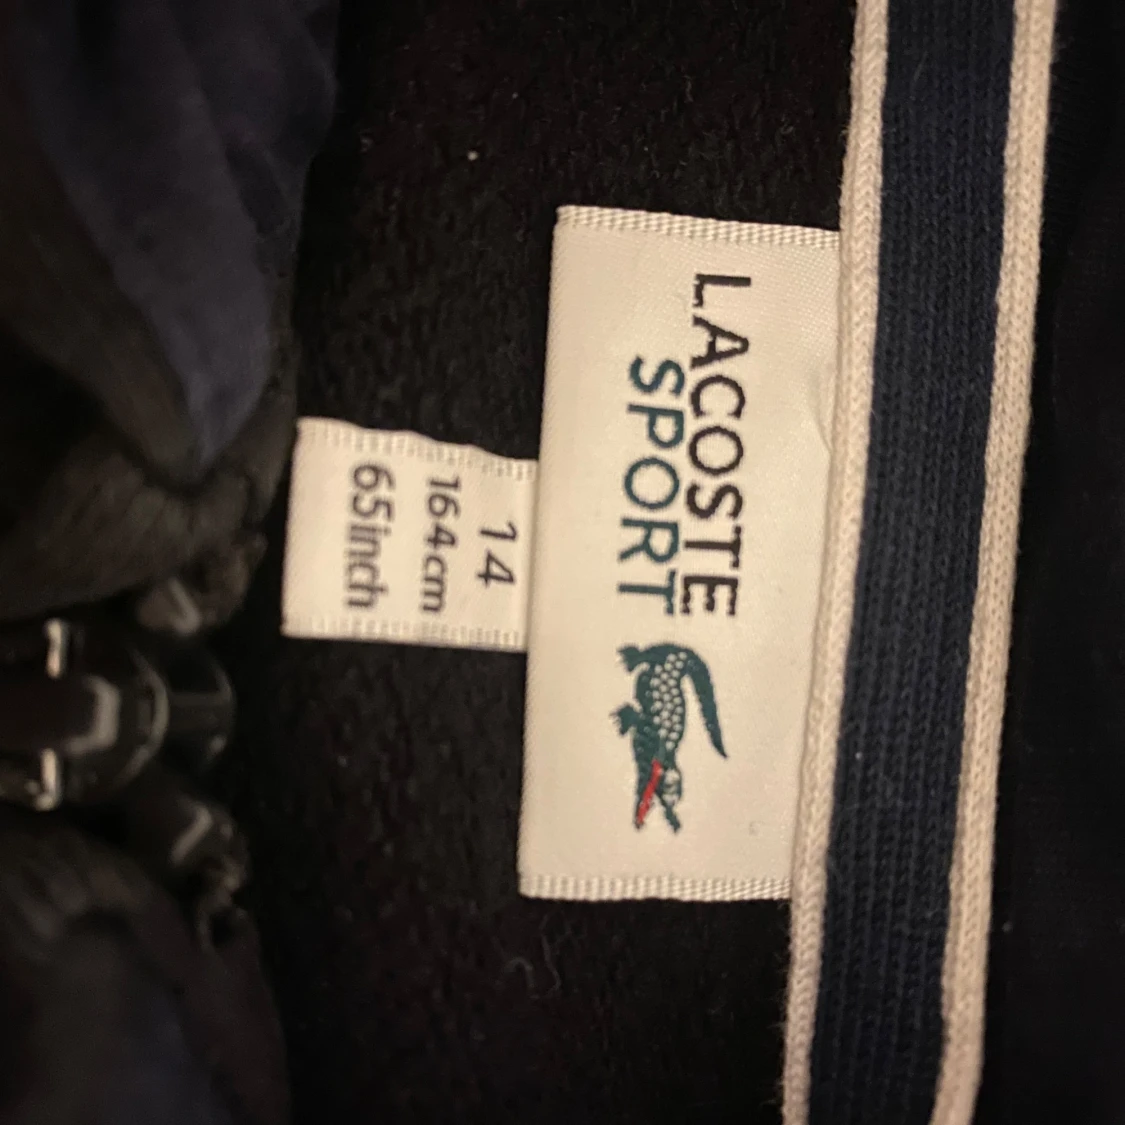 LACOSTE
SPORT
14
164cm
65inch